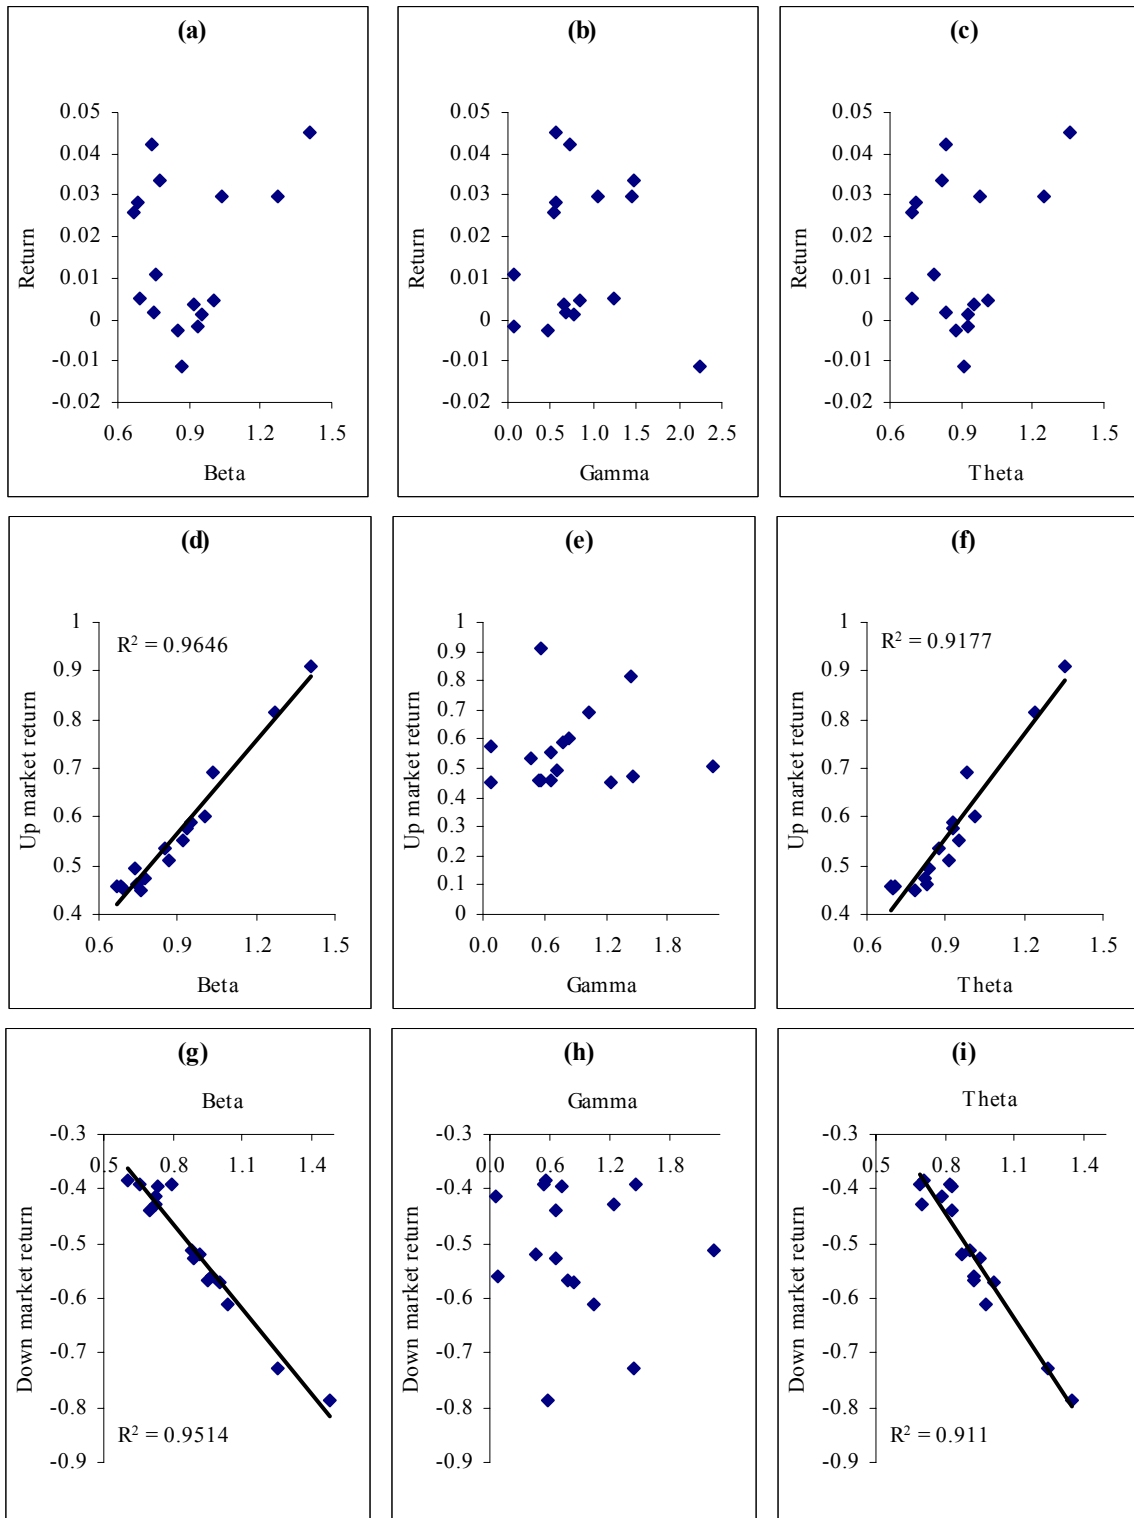 (a)
0.05
0.04
0.03
0.02
0.01
0
-0.01
-0.02
Return
0.6 0.9 1.2 1.5
Beta
(b)
0.05
0.04
0.03
0.02
0.01
0
-0.01
-0.02
Return
0.0 0.5 1.0 1.5 2.0 2.5
Gamma
(c)
0.05
0.04
0.03
0.02
0.01
0
-0.01
-0.02
Return
0.6 0.9 1.2 1.5
Theta
(d)
1
0.9
0.8
0.7
0.6
0.5
0.4
R² = 0.9646
Up market return
0.6 0.9 1.2 1.5
Beta
(e)
1
0.9
0.8
0.7
0.6
0.5
0.4
0.3
0.2
0.1
0
Up market return
0.0 0.6 1.2 1.8
Gamma
(f)
1
0.9
0.8
0.7
0.6
0.5
0.4
R² = 0.9177
Up market return
0.6 0.9 1.2 1.5
Theta
(g)
Beta
-0.3
0.5 0.8 1.1 1.4
-0.4
-0.5
-0.6
-0.7
-0.8
-0.9
Down market return
R² = 0.9514
(h)
Gamma
-0.3
0.0 0.6 1.2 1.8
-0.4
-0.5
-0.6
-0.7
-0.8
-0.9
Down market return
(i)
Theta
-0.3
0.5 0.8 1.1 1.4
-0.4
-0.5
-0.6
-0.7
-0.8
-0.9
Down market return
R² = 0.911